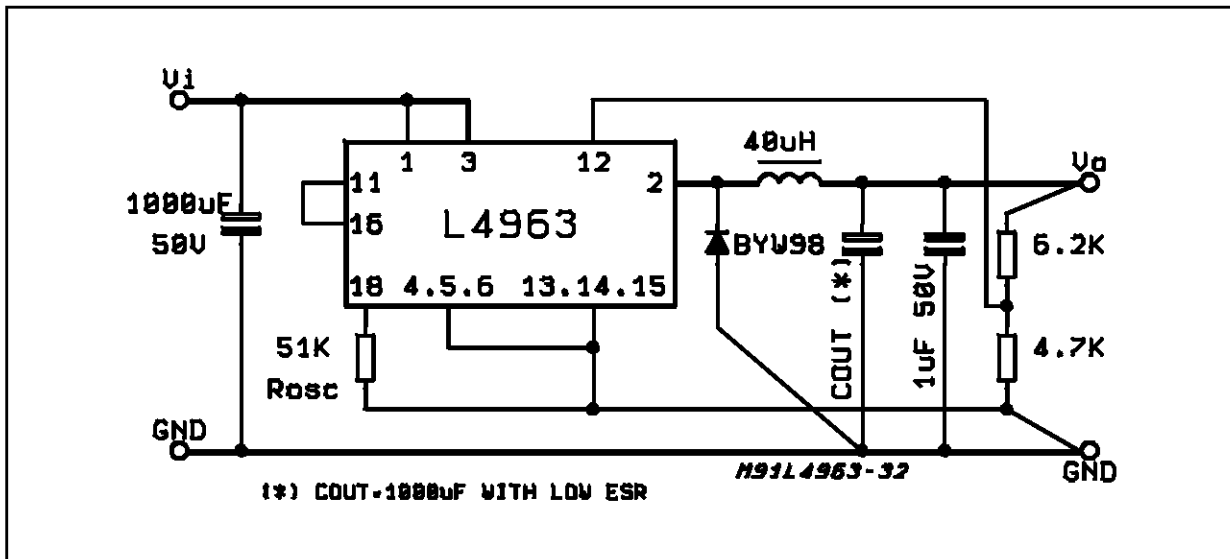 Vi
40uH
Vo
1 3 12
11
2
1000uF
50V
16
L4963
BYW98
COUT (*)
1uF 50V
6.2K
18 4.5.6 13.14.15
51K
Rosc
4.7K
GND
GND
M91L4963-32
(*) COUT=1000uF WITH LOW ESR